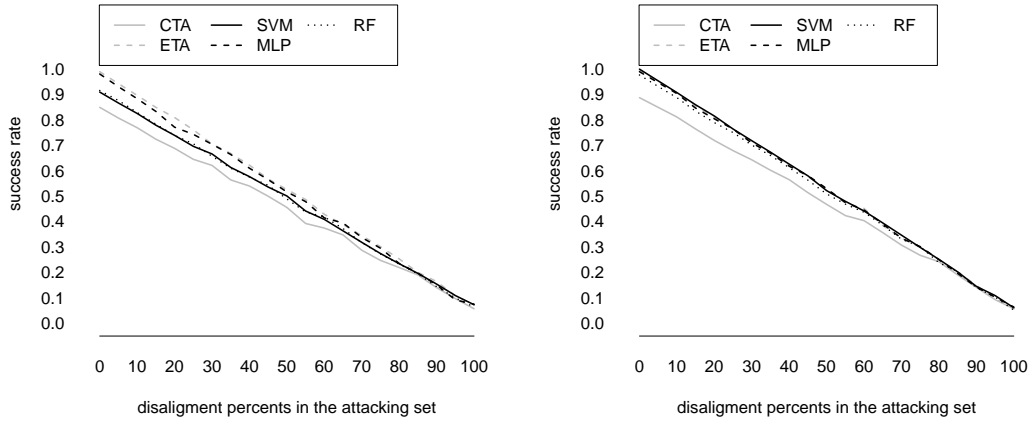 CTA SVM RF
ETA MLP
1.0
0.9
0.8
0.7
0.6
0.5
0.4
0.3
0.2
0.1
0.0
success rate
0 10 20 30 40 50 60 70 80 90 100
disaligment percents in the attacking set
CTA SVM RF
ETA MLP
1.0
0.9
0.8
0.7
0.6
0.5
0.4
0.3
0.2
0.1
0.0
success rate
0 10 20 30 40 50 60 70 80 90 100
disaligment percents in the attacking set